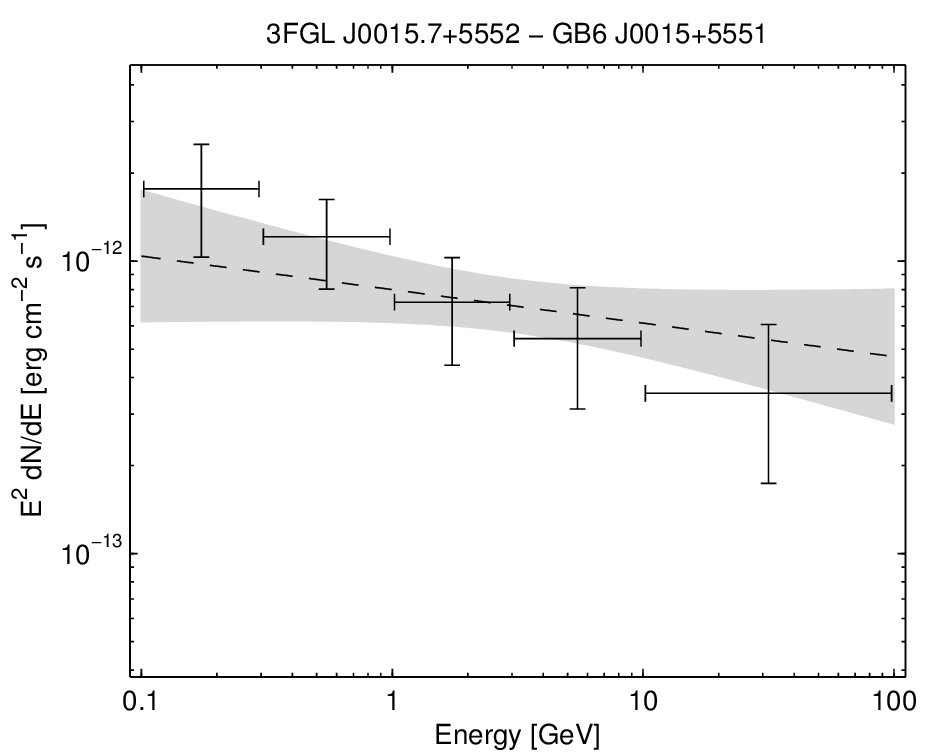 3FGL J0015.7+5552 − GB6 J0015+5551
E² dN/dE [erg cm⁻² s⁻¹]
10⁻¹²
10⁻¹³
0.1 1 10 100
Energy [GeV]